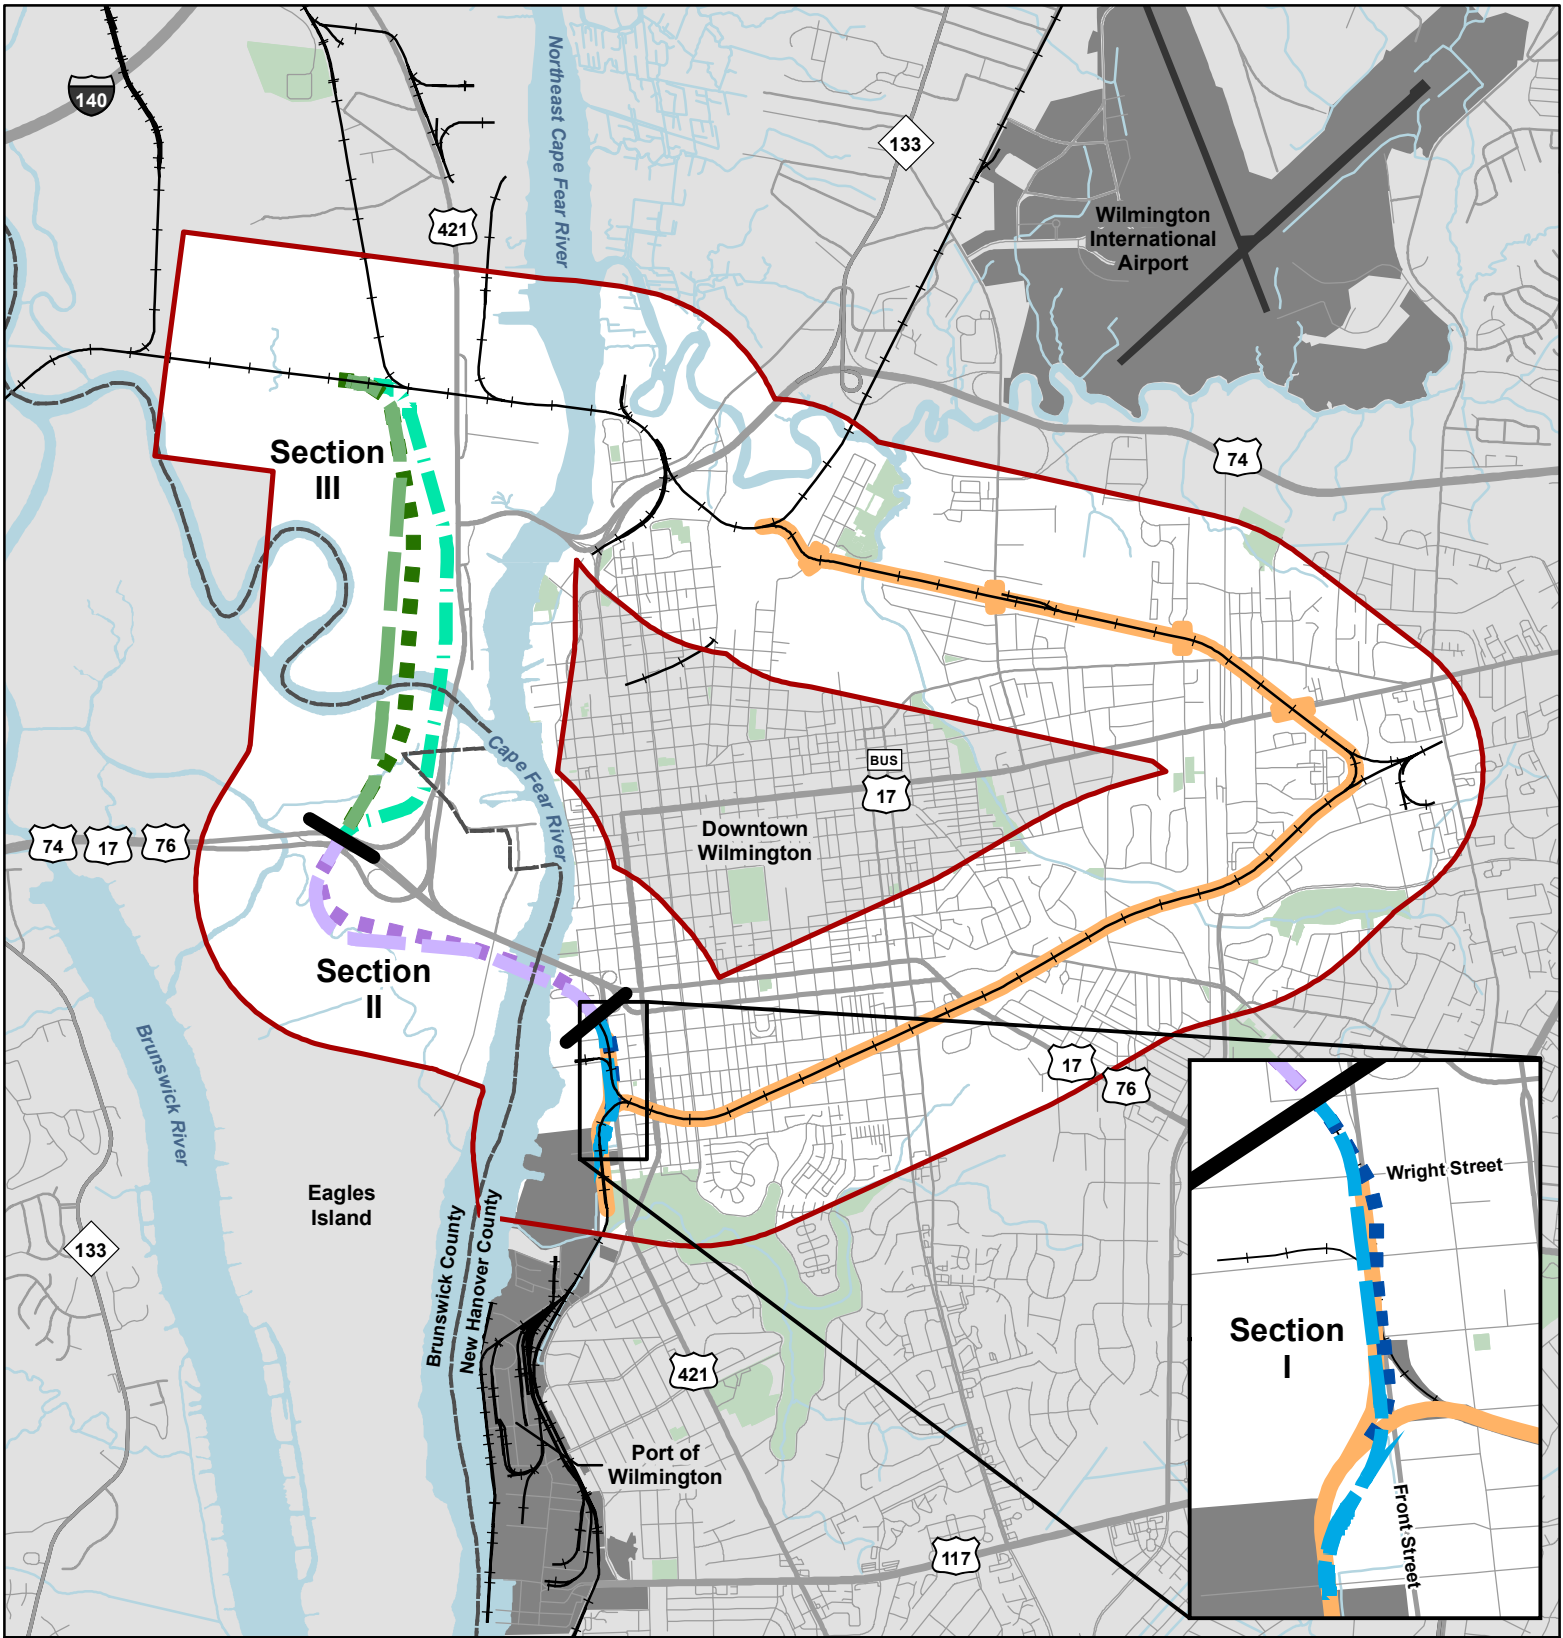 140
Northeast Cape Fear River
133
421
Wilmington
International
Airport
74
Section
III
Cape Fear River
BUS
17
74
17
76
Downtown
Wilmington
Section
II
Brunswick River
17
76
Eagles
Island
133
Brunswick County
New Hanover County
421
Port of
Wilmington
117
Wright Street
Section
I
Front Street